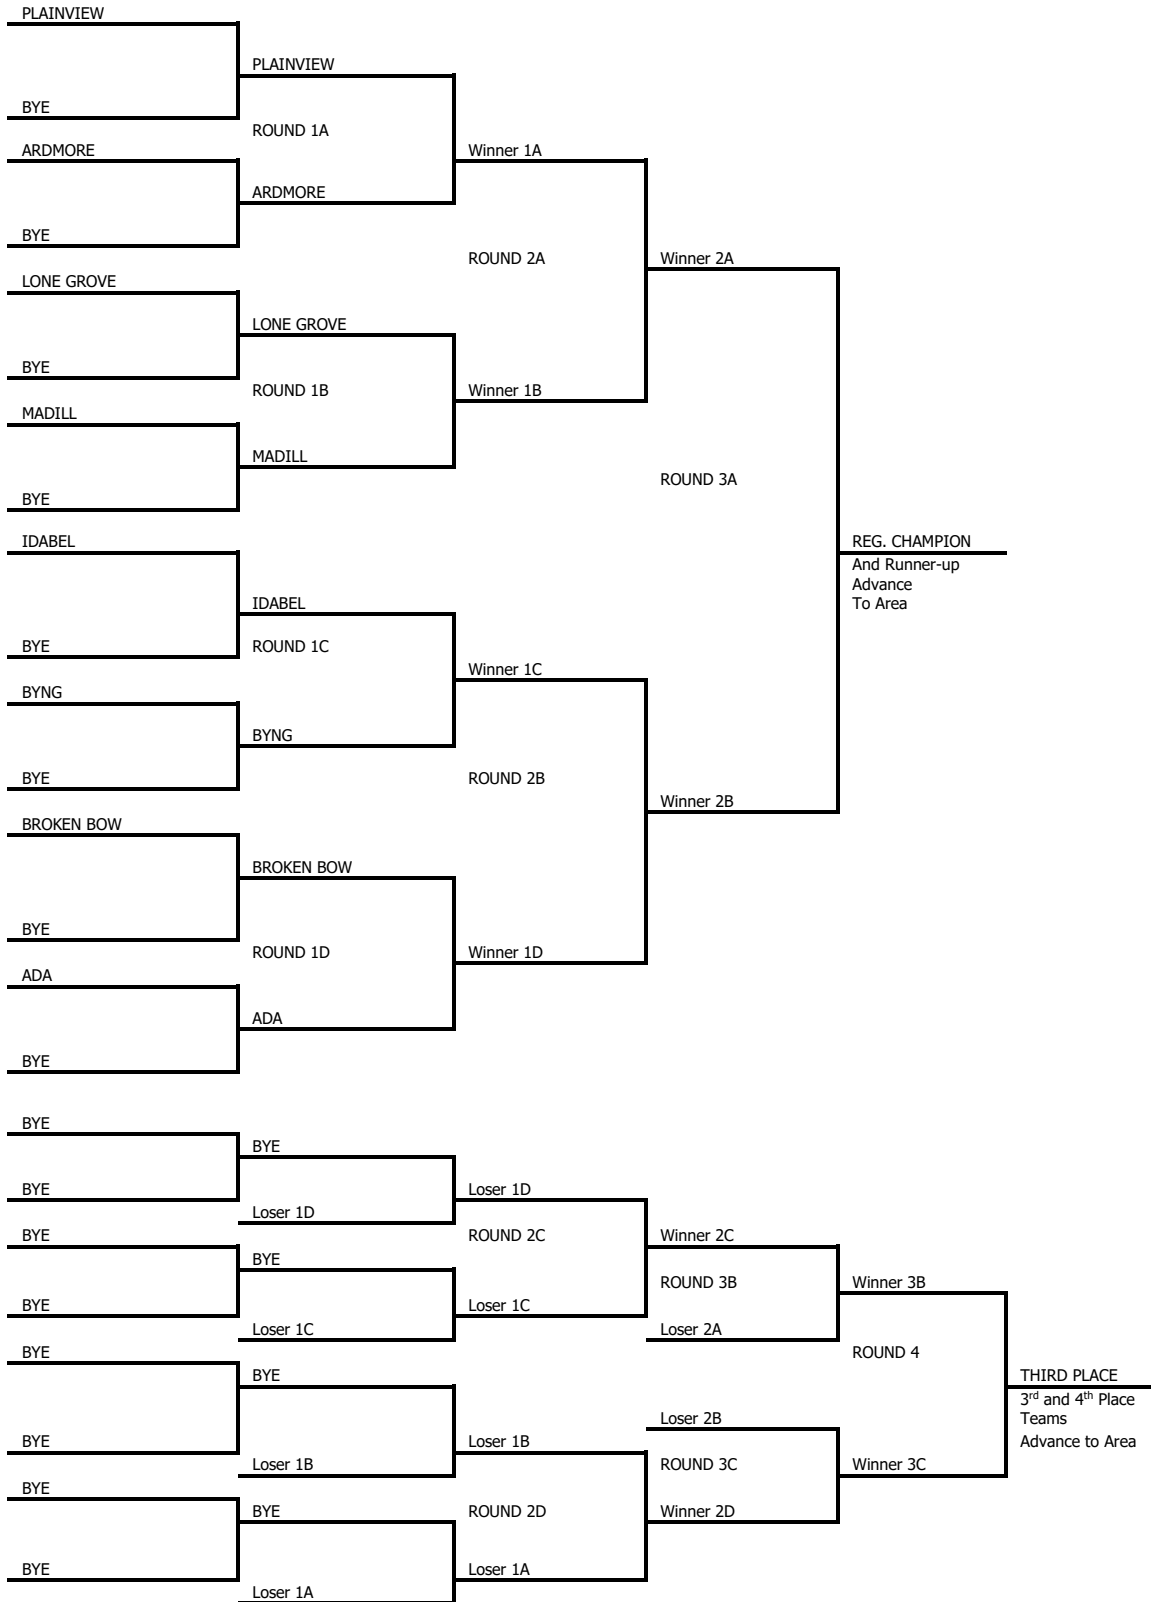 PLAINVIEW
PLAINVIEW
BYE
ROUND 1A
ARDMORE
Winner 1A
ARDMORE
BYE
ROUND 2A
Winner 2A
LONE GROVE
LONE GROVE
BYE
ROUND 1B
Winner 1B
MADILL
MADILL
ROUND 3A
BYE
IDABEL
REG. CHAMPION
And Runner-up
Advance
To Area
IDABEL
BYE
ROUND 1C
Winner 1C
BYNG
BYNG
BYE
ROUND 2B
Winner 2B
BROKEN BOW
BROKEN BOW
BYE
ROUND 1D
Winner 1D
ADA
ADA
BYE
BYE
BYE
BYE
Loser 1D
Loser 1D
BYE
ROUND 2C
Winner 2C
BYE
ROUND 3B
Winner 3B
BYE
Loser 1C
Loser 1C
Loser 2A
BYE
ROUND 4
BYE
THIRD PLACE
3rd and 4th Place
Teams
Advance to Area
Loser 2B
BYE
Loser 1B
Loser 1B
ROUND 3C
Winner 3C
BYE
BYE
ROUND 2D
Winner 2D
BYE
Loser 1A
Loser 1A